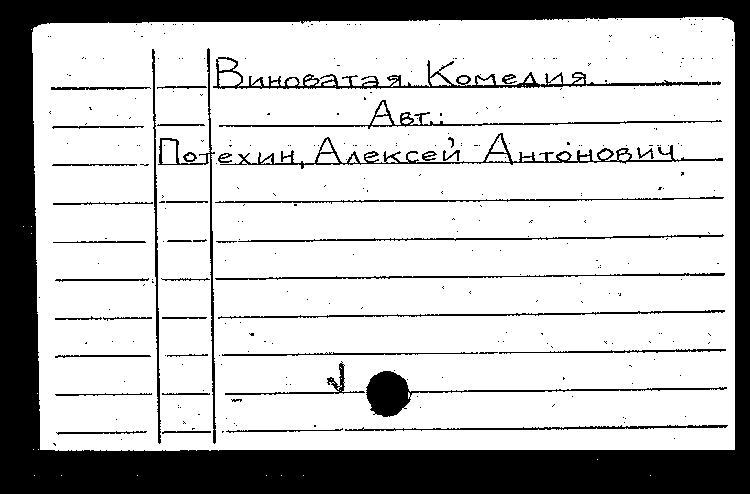 Виноватая. Комедия.
Авт.:
Потехин, Алексей Антонович.